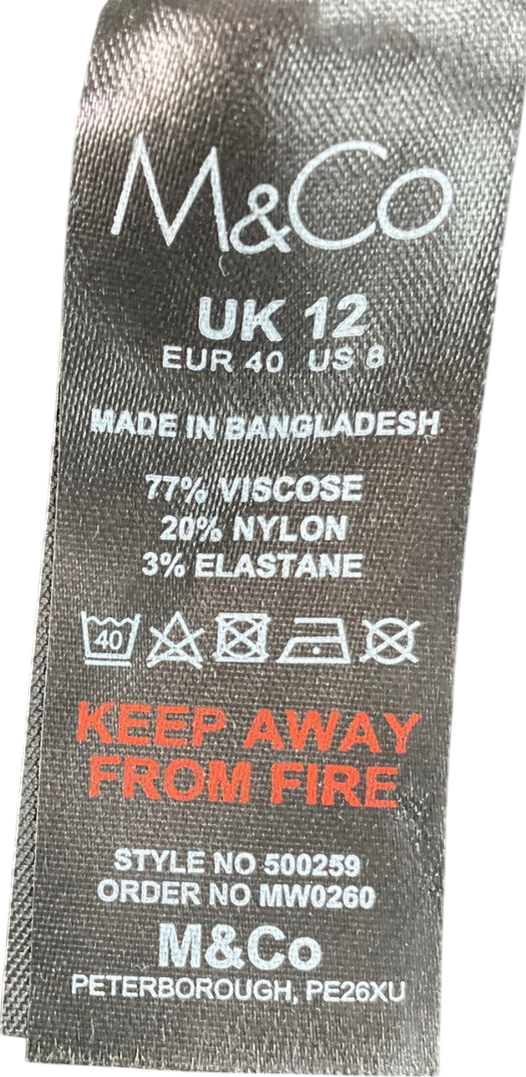 M&Co
UK 12
EUR 40 US 8
MADE IN BANGLADESH
77% VISCOSE
20% NYLON
3% ELASTANE
40
KEEP AWAY
FROM FIRE
STYLE NO 500259
ORDER NO MW0260
M&Co
PETERBOROUGH, PE26XU